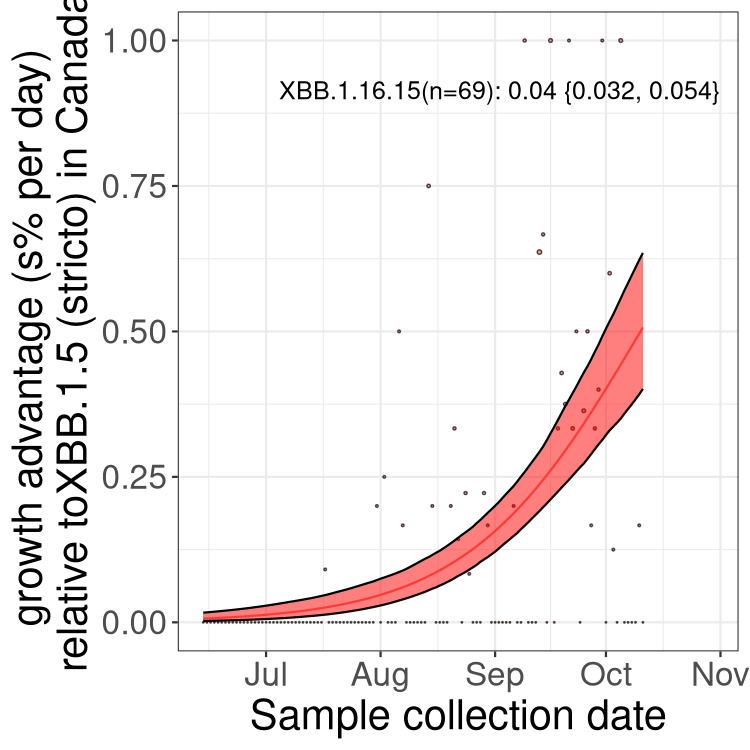 growth advantage (s% per day)
relative toXBB.1.5 (stricto) in Canada
1.00
0.75
0.50
0.25
0.00
XBB.1.16.15(n=69): 0.04 {0.032, 0.054}
Jul Aug Sep Oct Nov
Sample collection date